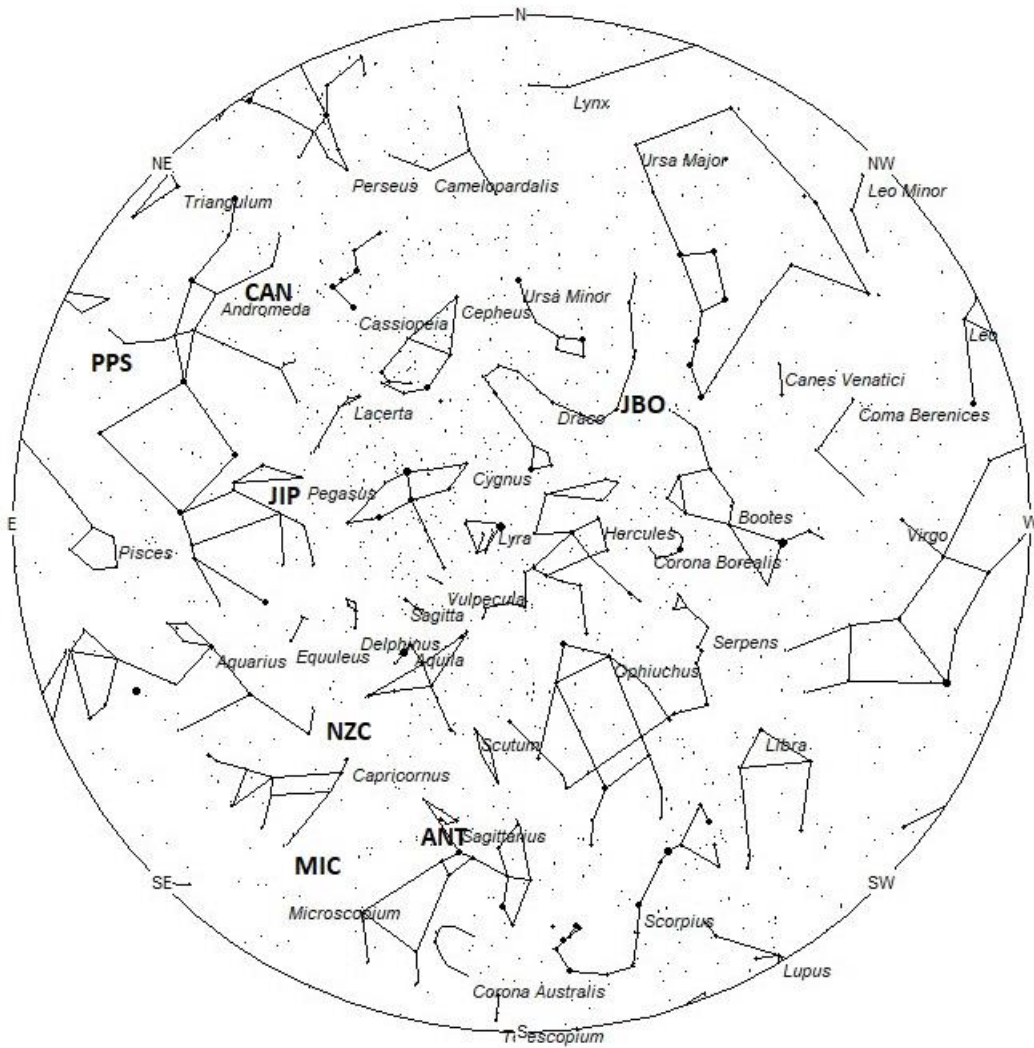 N
Lynx
NE
Ursa Major
NW
Perseus
Camelopardalis
Leo Minor
Triangulum
CAN
Andromeda
Ursa Minor
Cassiopeia
Cepheus
Leo
PPS
Canes Venatici
Lacerta
Draco
JBO
Coma Berenices
Cygnus
JIP
Pegasus
E
Pisces
Lyra
Hercules
Bootes
Virgo
W
Corona Borealis
Vulpecula
Sagitta
Delphinus
Serpens
Aquarius
Equuleus
Aquila
Ophiuchus
NZC
Scutum
Libra
Capricornus
ANT
Sagittarius
MIC
SE
SW
Microscopium
Scorpius
Lupus
Corona Australis
S